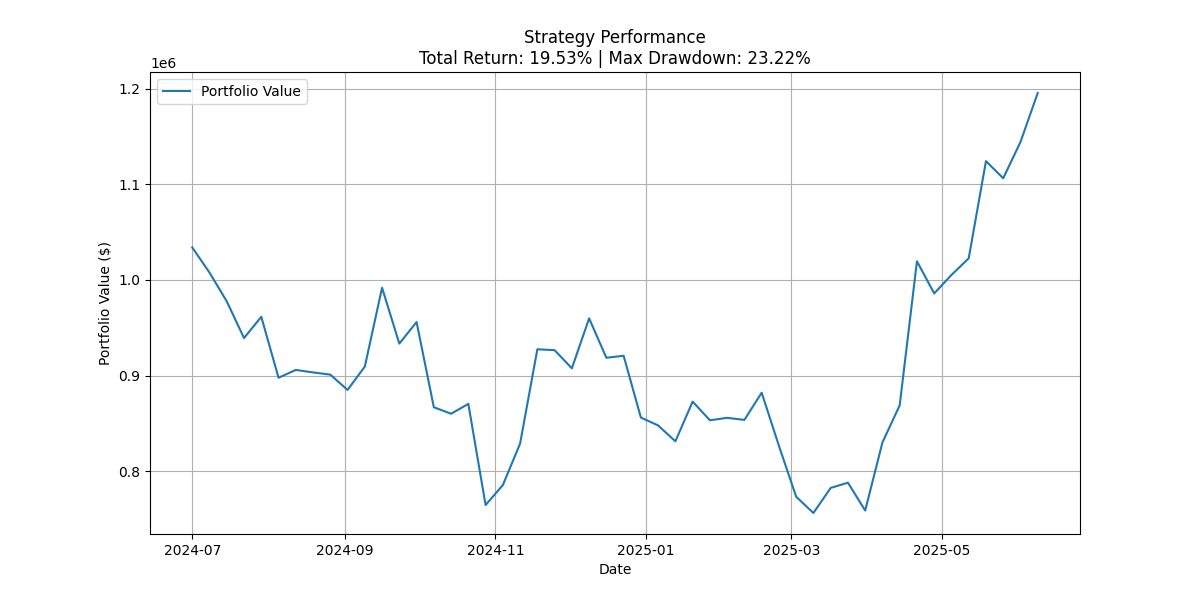 Strategy Performance
Total Return: 19.53% | Max Drawdown: 23.22%
1e6
Portfolio Value
1.2
1.1
1.0
0.9
0.8
Portfolio Value ($)
2024-07
2024-09
2024-11
2025-01
2025-03
2025-05
Date